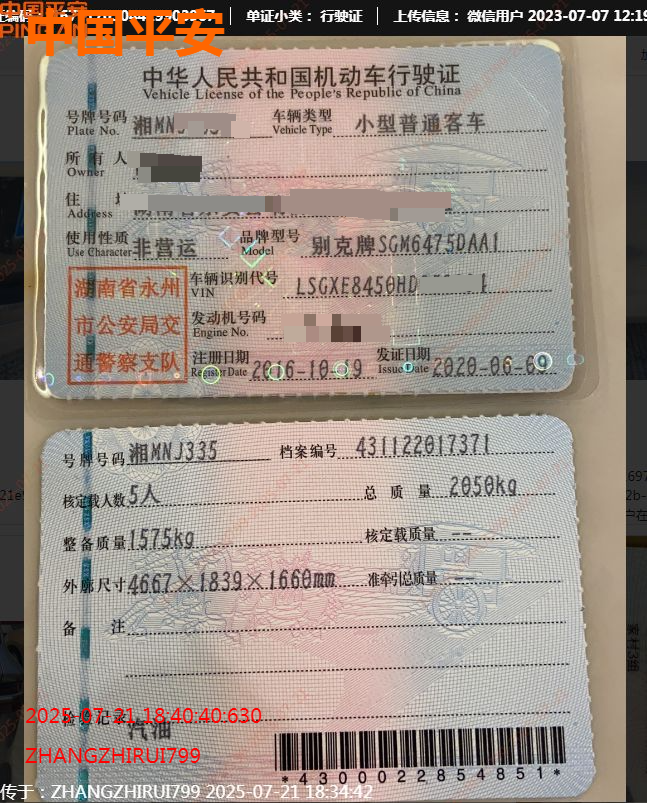 单证小类： 行驶证 | 上传信息： 微信用户 2023-07-07 12:19
中国平安
中华人民共和国机动车行驶证
Vehicle License of the People's Republic of China
号牌号码 湘MN 车辆类型 小型普通客车
Plate No. Vehicle Type
所有人
Owner
住
Address
使用性质 非营运 品牌型号 别克牌SGM6475DAA1
Use Character Model
湖南省永州
市公安局交
通警察支队
车辆识别代号 LSGXE8450HD
VIN
发动机号码
Engine No.
注册日期 2016-10-19 发证日期 2020-06-09
Register Date Issue Date
号牌号码 湘MNJ335 档案编号 431122017371
核定载人数 5人 总质量 2050kg
整备质量 1575kg 核定载质量 --
外廓尺寸 4667×1839×1660mm 准牵引总质量 --
备注
2025-07-21 18:40:40:630
检验记录 汽油
ZHANGZHIRUI799
*4300022854851*
传于：ZHANGZHIRUI799 2025-07-21 18:34:42